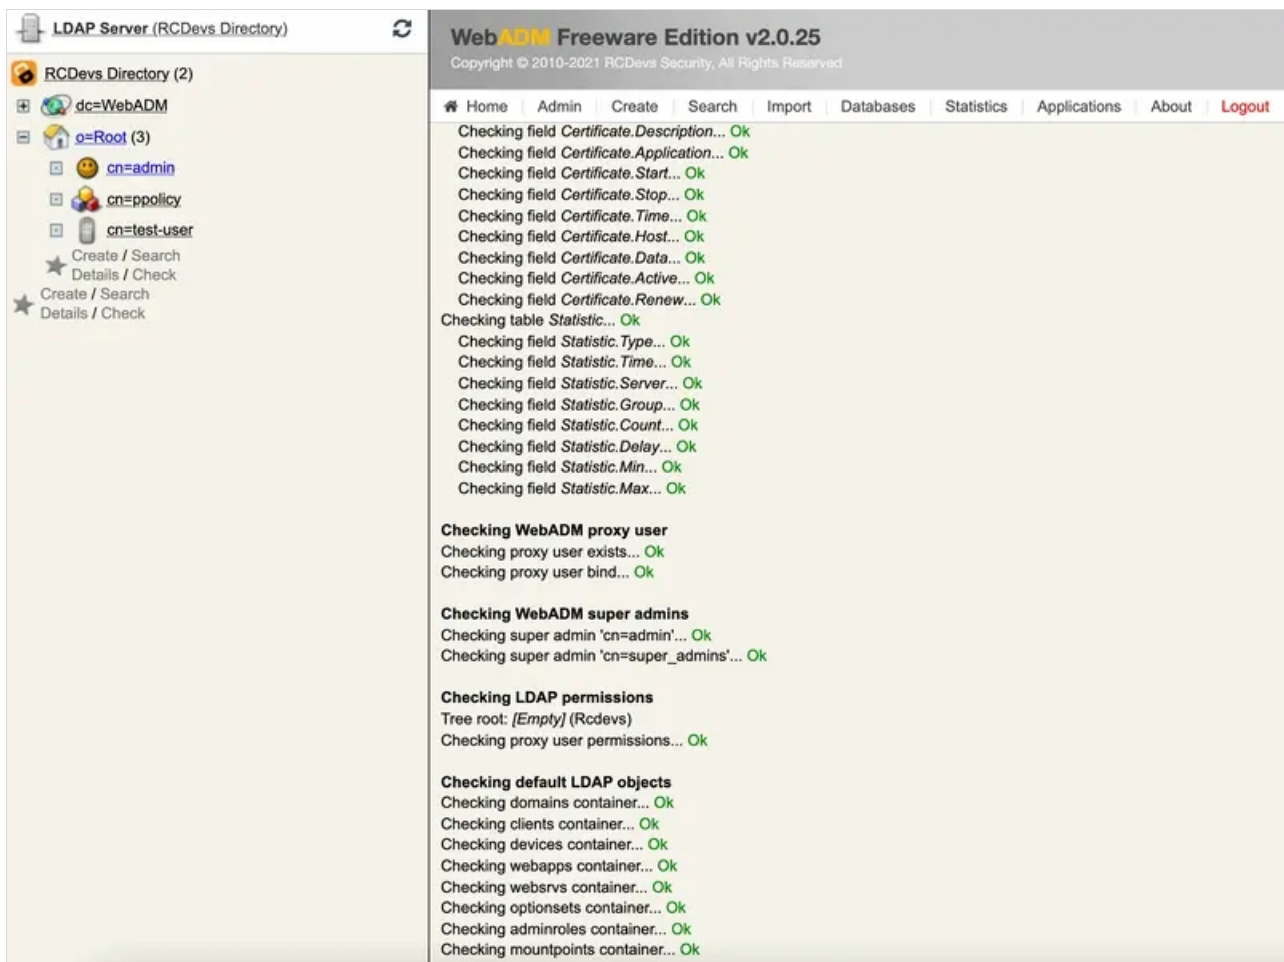 LDAP Server (RCDevs Directory)
RCDevs Directory (2)
dc=WebADM
o=Root (3)
cn=admin
cn=ppolicy
cn=test-user
Create / Search
Details / Check
Create / Search
Details / Check
WebADM Freeware Edition v2.0.25
Copyright © 2010-2021 RCDevs Security, All Rights Reserved
Home Admin Create Search Import Databases Statistics Applications About Logout
Checking field Certificate.Description... Ok
Checking field Certificate.Application... Ok
Checking field Certificate.Start... Ok
Checking field Certificate.Stop... Ok
Checking field Certificate.Time... Ok
Checking field Certificate.Host... Ok
Checking field Certificate.Data... Ok
Checking field Certificate.Active... Ok
Checking field Certificate.Renew... Ok
Checking table Statistic... Ok
Checking field Statistic.Type... Ok
Checking field Statistic.Time... Ok
Checking field Statistic.Server... Ok
Checking field Statistic.Group... Ok
Checking field Statistic.Count... Ok
Checking field Statistic.Delay... Ok
Checking field Statistic.Min... Ok
Checking field Statistic.Max... Ok
Checking WebADM proxy user
Checking proxy user exists... Ok
Checking proxy user bind... Ok
Checking WebADM super admins
Checking super admin 'cn=admin'... Ok
Checking super admin 'cn=super_admins'... Ok
Checking LDAP permissions
Tree root: [Empty] (Rcdevs)
Checking proxy user permissions... Ok
Checking default LDAP objects
Checking domains container... Ok
Checking clients container... Ok
Checking devices container... Ok
Checking webapps container... Ok
Checking websrvs container... Ok
Checking optionsets container... Ok
Checking adminroles container... Ok
Checking mountpoints container... Ok